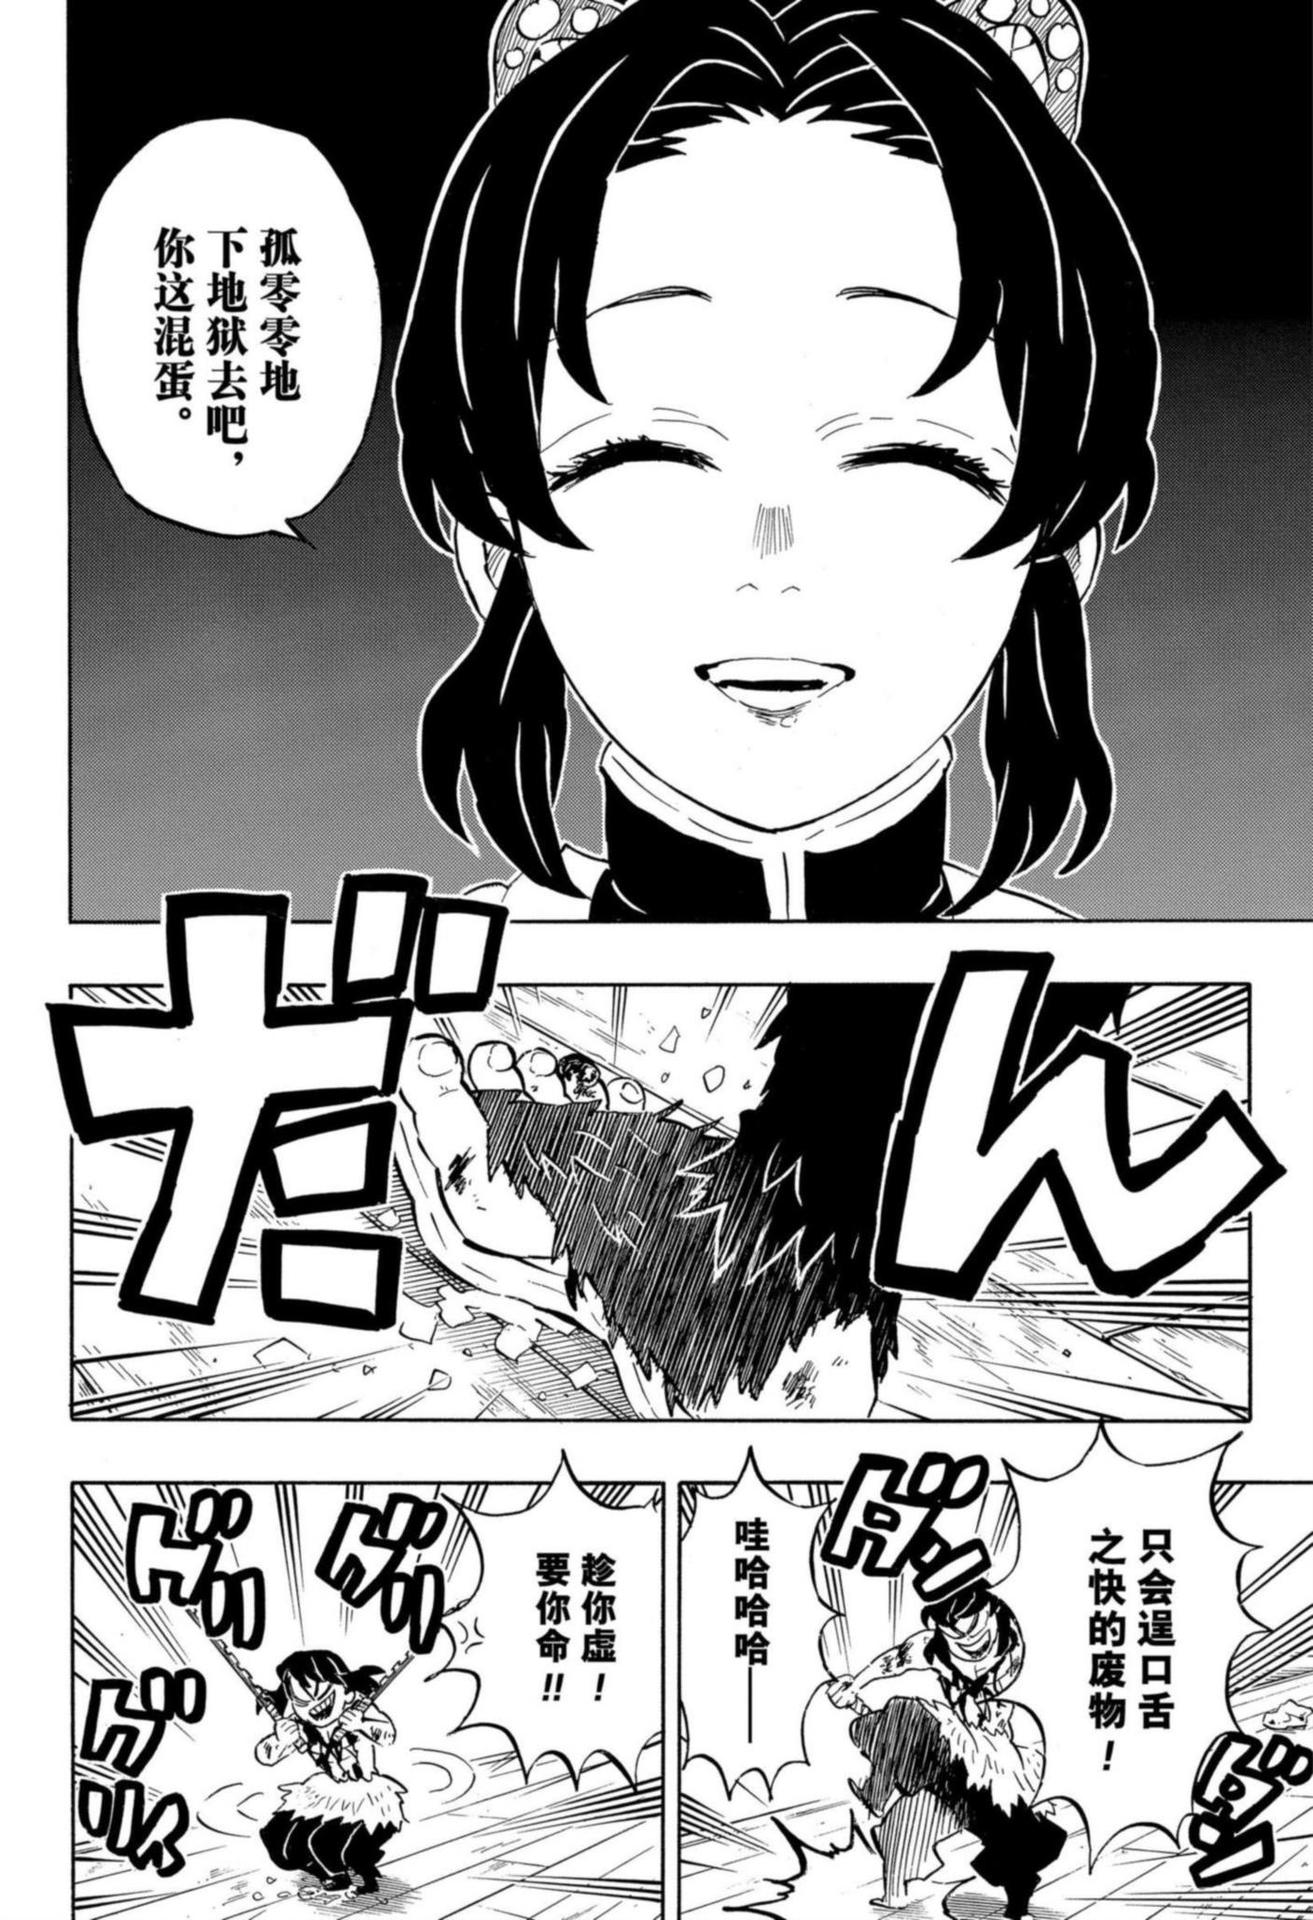 孤零零地
下地狱去吧，
你这混蛋。
だん
只会逞口舌
之快的废物！
哇哈哈哈——
趁你虚！
要你命!!